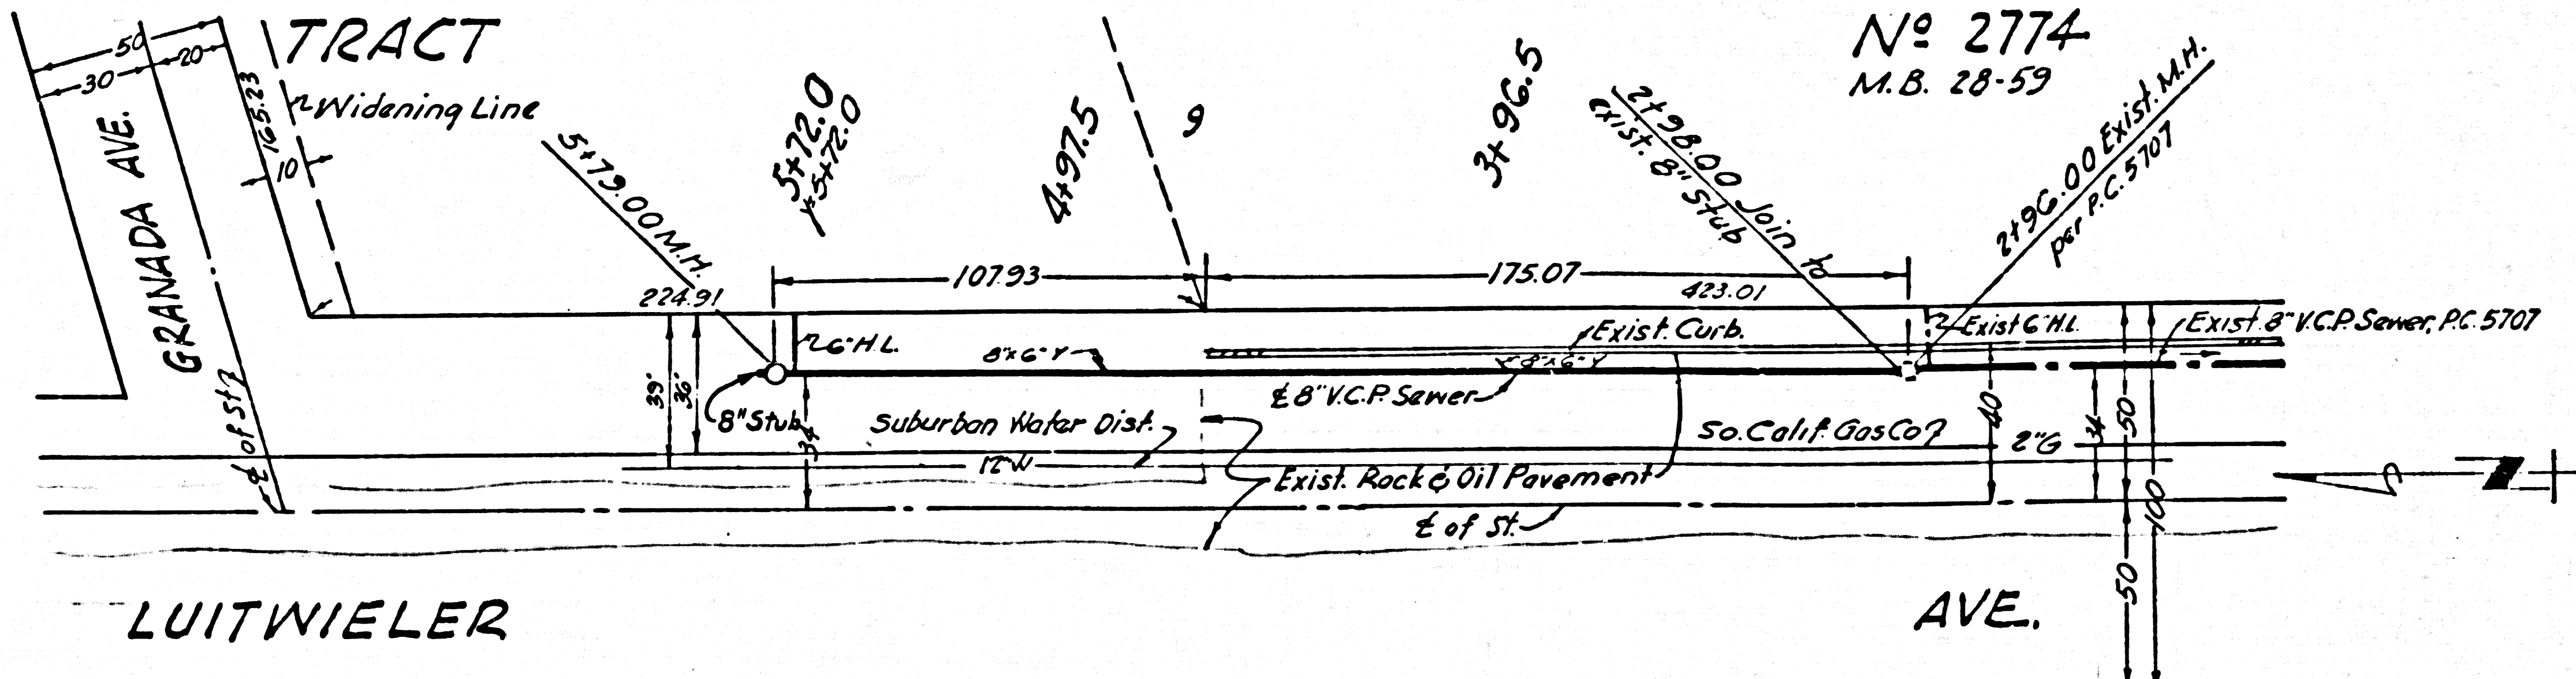 TRACT
Nº 2774
M.B. 28-59
50
30
20
165.23
10
Widening Line
GRANADA AVE.
5+79.00 M.H.
5+72.0
Y=5+72.0
4+97.5
9
3+96.5
2+98.00 Join to
exist. 8" Stub
2+96.00 Exist. M.H.
per P.C. 5707
107.93
175.07
224.91
423.01
6" H.L.
8"x6" Y
Exist. Curb.
8"x6" Y
Exist 6" H.L.
Exist. 8" V.C.P. Sewer, P.C. 5707
39'
36'
8" Stub
34
℄ 8" V.C.P. Sewer
40
34
50
100
℄ of St.
Suburban Water Dist.
So. Calif. Gas Co
2"G
12"W
Exist. Rock & Oil Pavement
℄ of St.
50
LUITWIELER
AVE.